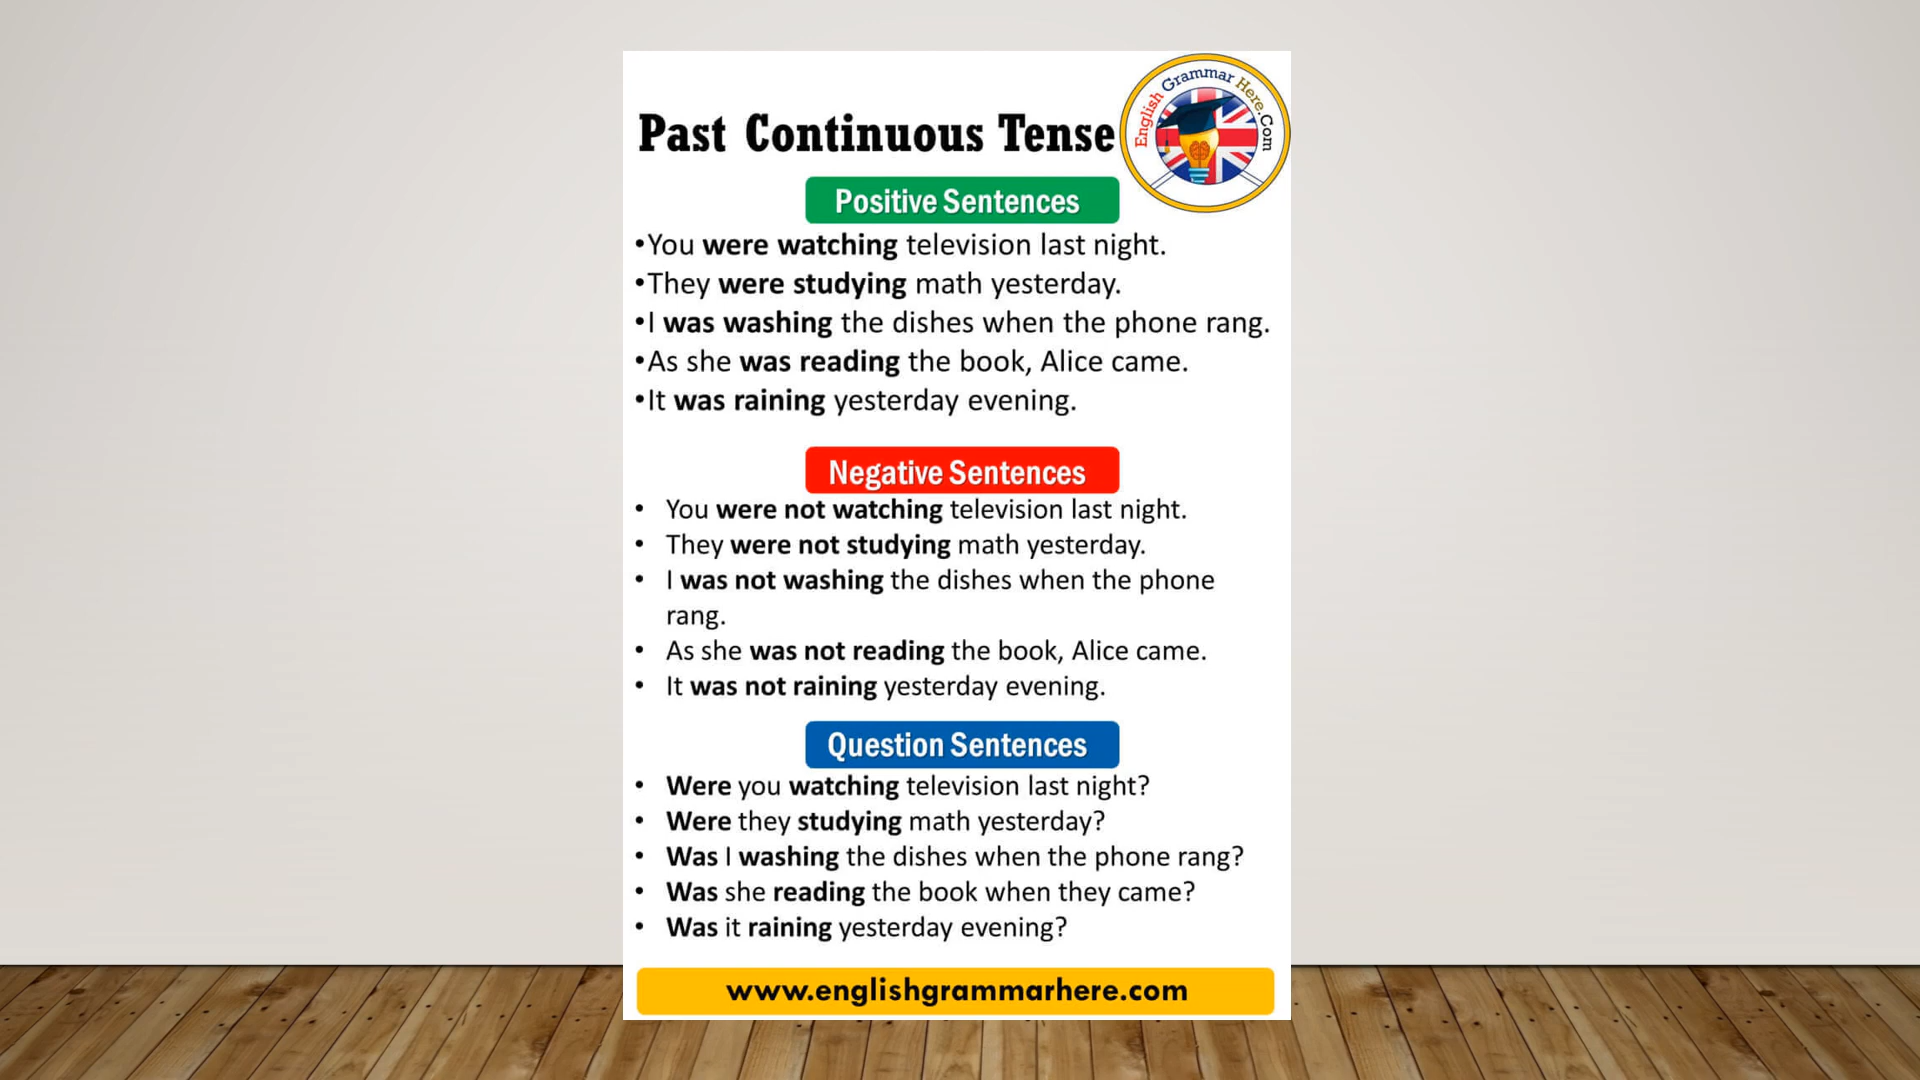 English Grammar Here.Com
Past Continuous Tense
Positive Sentences
•You were watching television last night.
•They were studying math yesterday.
•I was washing the dishes when the phone rang.
•As she was reading the book, Alice came.
•It was raining yesterday evening.
Negative Sentences
• You were not watching television last night.
• They were not studying math yesterday.
• I was not washing the dishes when the phone
rang.
• As she was not reading the book, Alice came.
• It was not raining yesterday evening.
Question Sentences
• Were you watching television last night?
• Were they studying math yesterday?
• Was I washing the dishes when the phone rang?
• Was she reading the book when they came?
• Was it raining yesterday evening?
www.englishgrammarhere.com